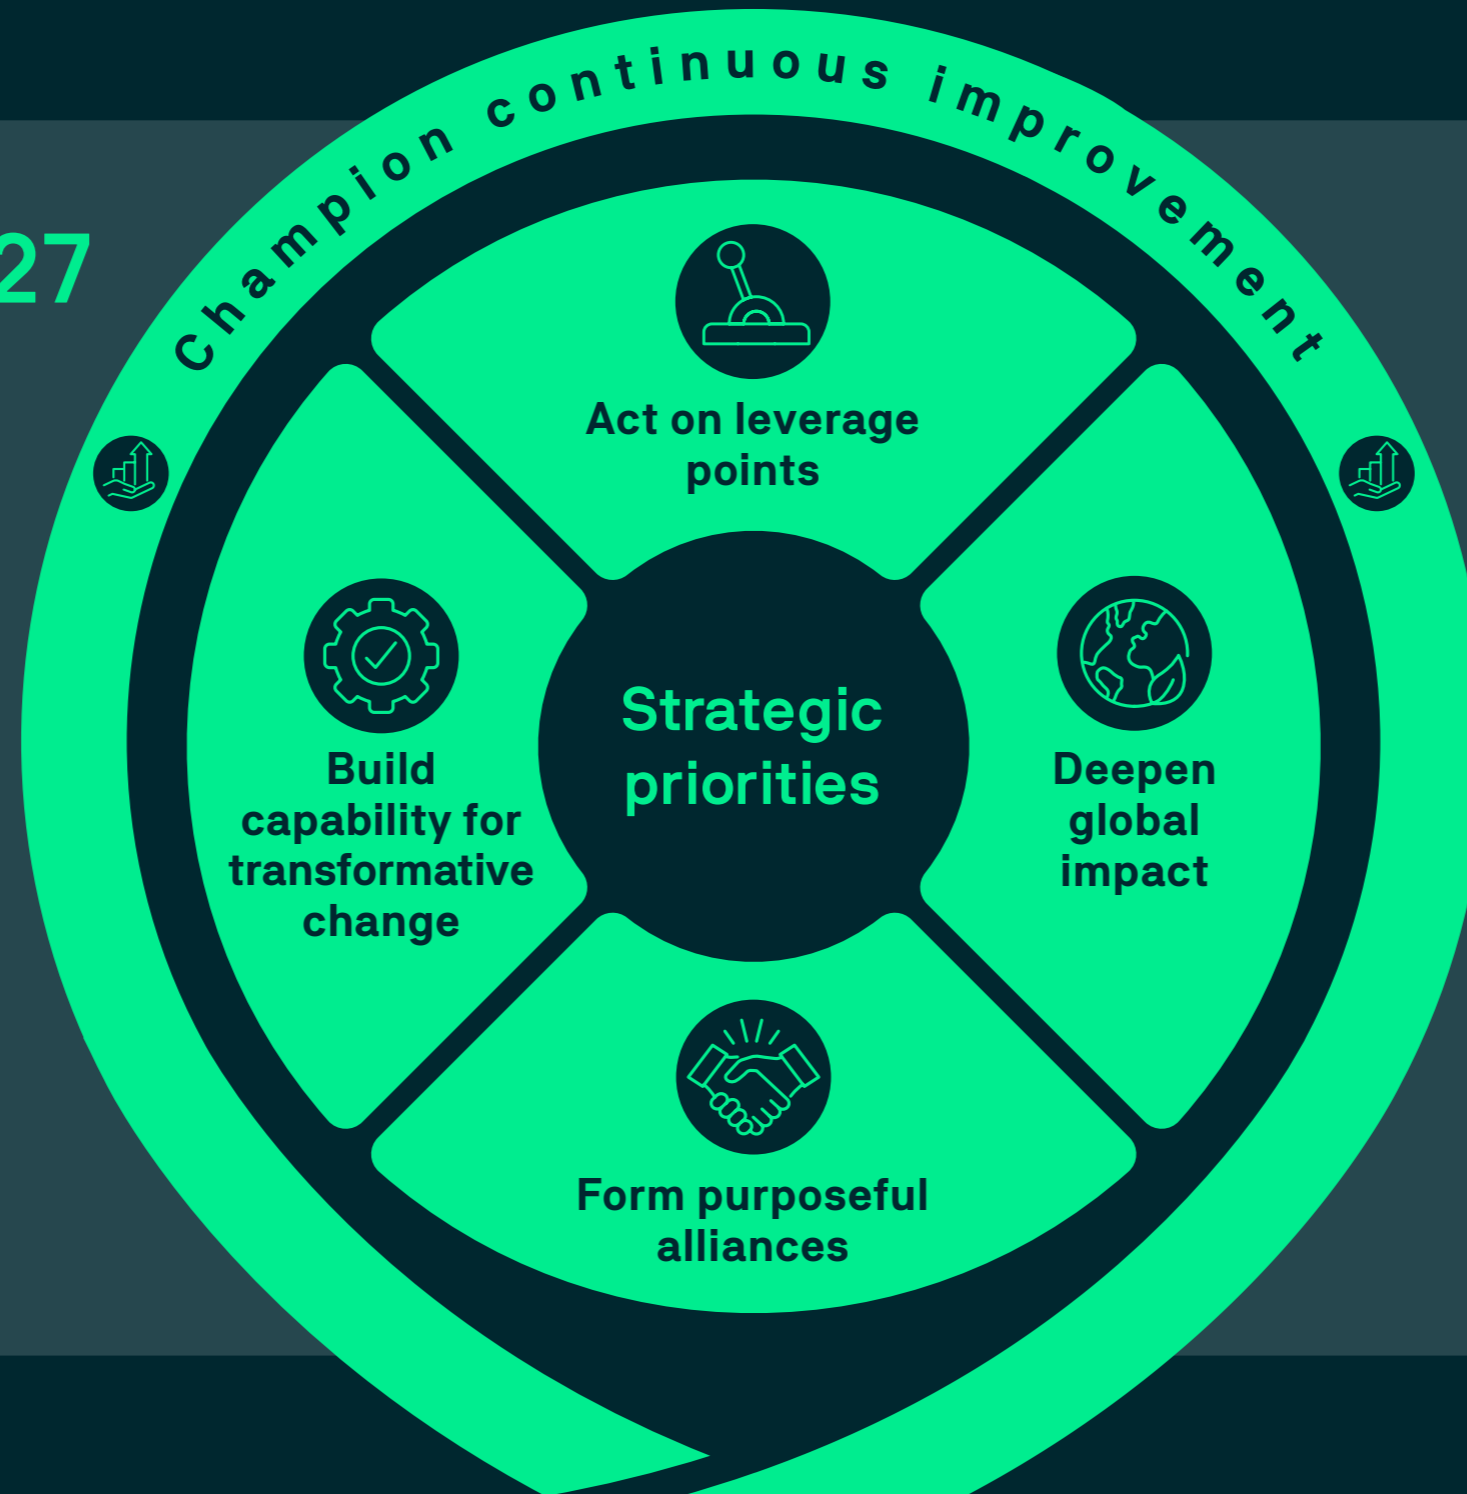 Champion continuous improvement
27
Act on leverage
points
Build
capability for
transformative
change
Strategic
priorities
Deepen
global
impact
Form purposeful
alliances